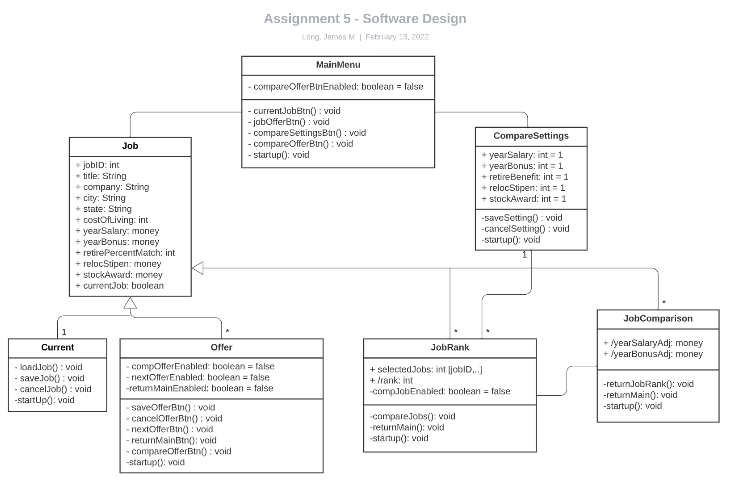 Assignment 5 - Software Design
Long, James M | February 13, 2022
MainMenu
- compareOfferBtnEnabled: boolean = false
- currentJobBtn() : void
- jobOfferBtn() : void
- compareSettingsBtn() : void
- compareOfferBtn() : void
- startup(): void
Job
+ jobID: int
+ title: String
+ company: String
+ city: String
+ state: String
+ costOfLiving: int
+ yearSalary: money
+ yearBonus: money
+ retirePercentMatch: int
+ relocStipen: money
+ stockAward: money
+ currentJob: boolean
CompareSettings
+ yearSalary: int = 1
+ yearBonus: int = 1
+ retireBenefit: int = 1
+ relocStipen: int = 1
+ stockAward: int = 1
-saveSetting() : void
-cancelSetting() : void
-startup(): void
1
1
*
*
*
*
Current
- loadJob() : void
- saveJob() : void
- cancelJob() : void
-startUp(): void
Offer
- compOfferEnabled: boolean = false
- nextOfferEnabled: boolean = false
-returnMainEnabled: boolean = false
- saveOfferBtn() : void
- cancelOfferBtn() : void
- nextOfferBtn() : void
- returnMainBtn() : void
- compareOfferBtn() : void
-startup(): void
JobRank
+ selectedJobs: int [jobID,..]
+ /rank: int
-compJobEnabled: boolean = false
-compareJobs(): void
-returnMain(): void
-startup(): void
JobComparison
+ /yearSalaryAdj: money
+ /yearBonusAdj: money
-returnJobRank(): void
-returnMain(): void
-startup(): void